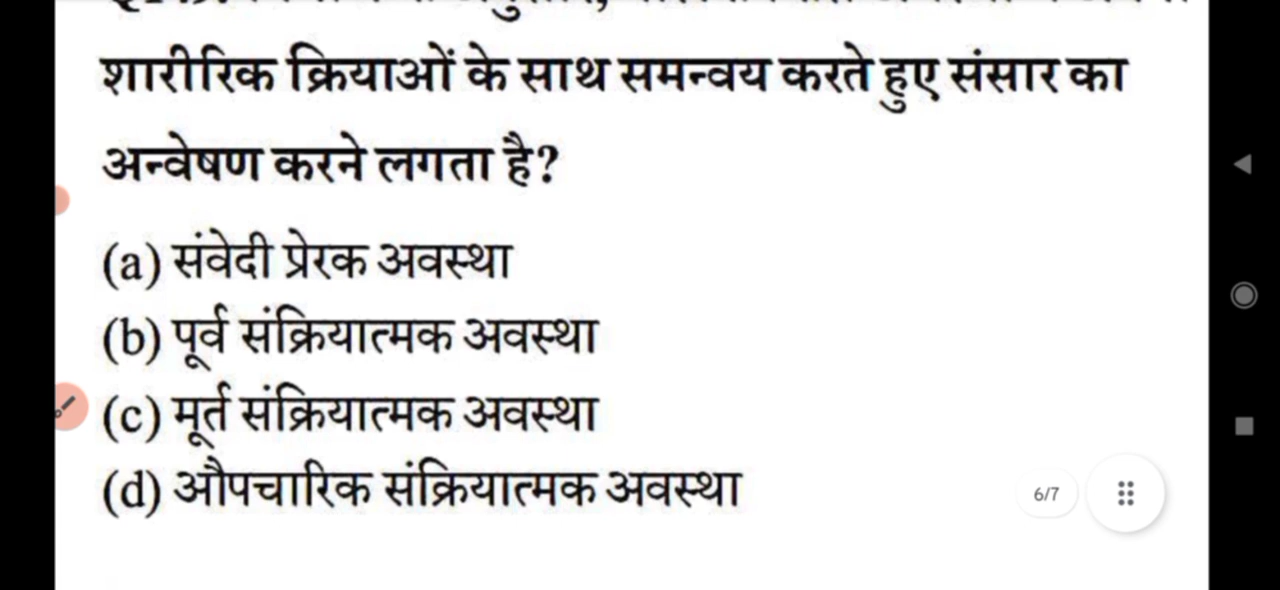 शारीरिक क्रियाओं के साथ समन्वय करते हुए संसार का
अन्वेषण करने लगता है?
(a) संवेदी प्रेरक अवस्था
(b) पूर्व संक्रियात्मक अवस्था
(c) मूर्त संक्रियात्मक अवस्था
(d) औपचारिक संक्रियात्मक अवस्था
6/7